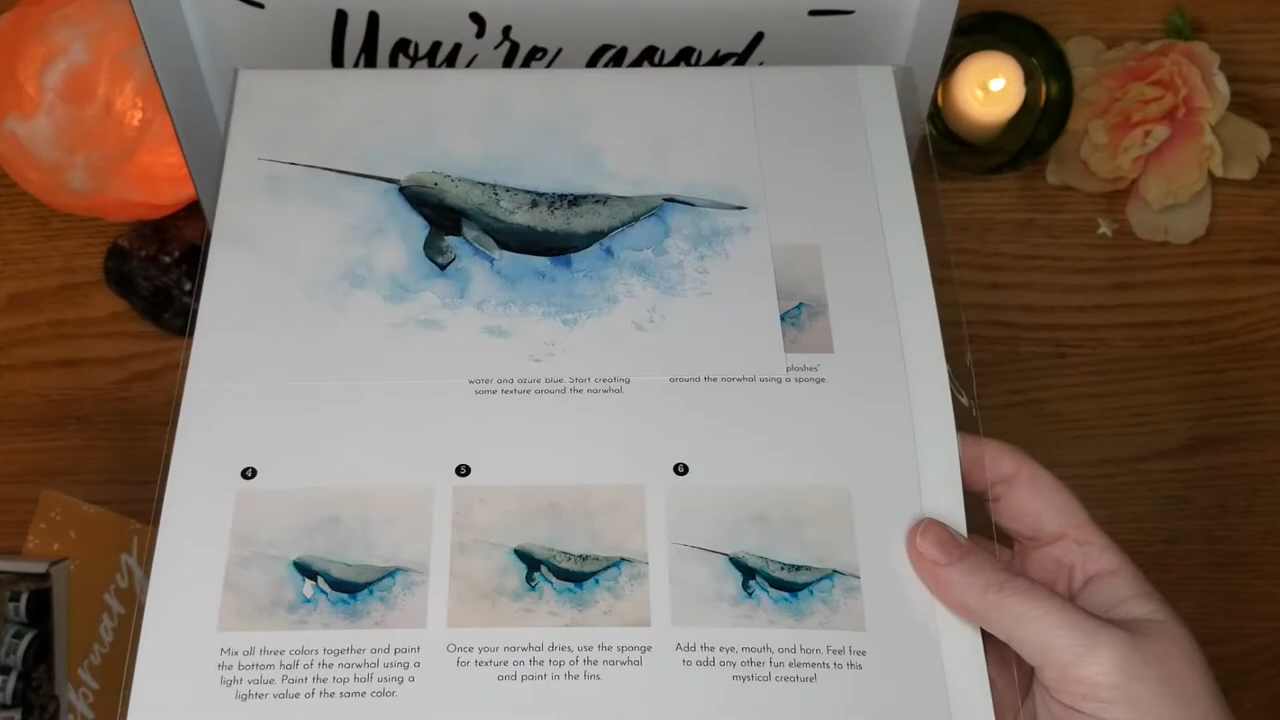 You're good
plashes"
water and azure blue. Start creating
some texture around the narwhal.
around the narwhal using a sponge.
4
5
6
Mix all three colors together and paint
the bottom half of the narwhal using a
light value. Paint the top half using a
lighter value of the same color.
Once your narwhal dries, use the sponge
for texture on the top of the narwhal
and paint in the fins.
Add the eye, mouth, and horn. Feel free
to add any other fun elements to this
mystical creature!
bruary